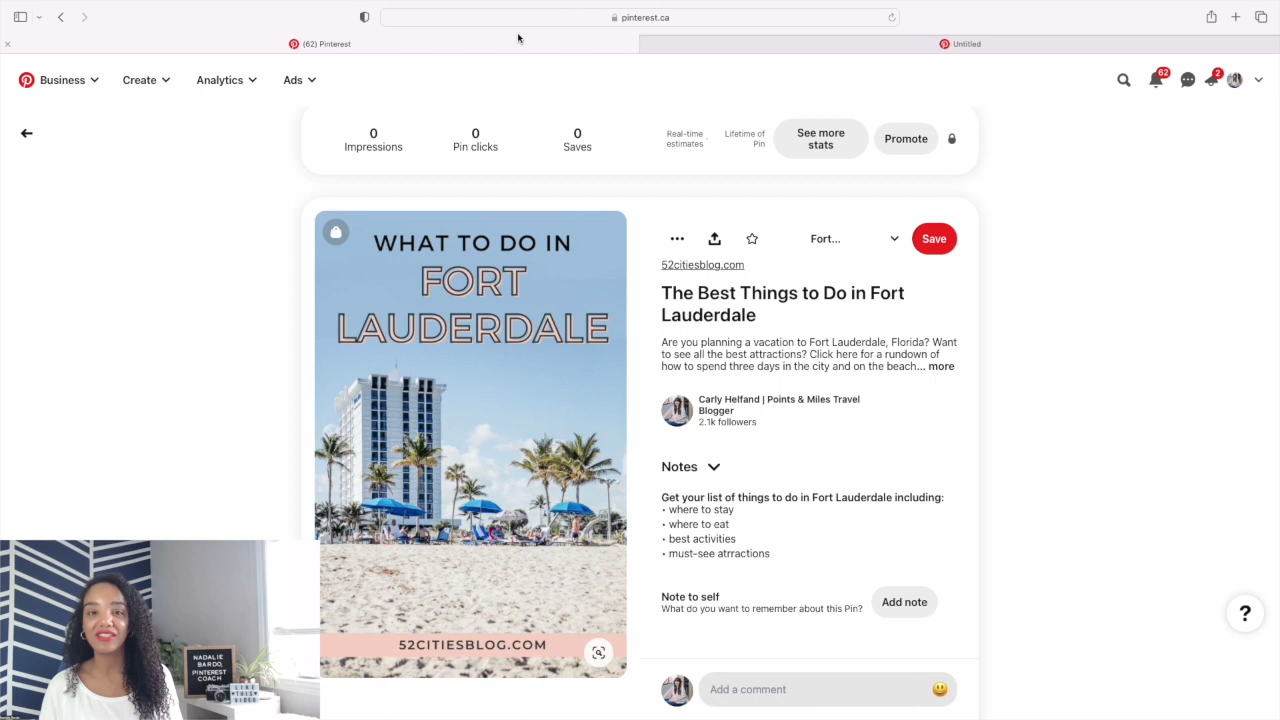 pinterest.ca
(62) Pinterest
Untitled
Business
Create
Analytics
Ads
62
2
0
Impressions
0
Pin clicks
0
Saves
Real-time
estimates
Lifetime of
Pin
See more
stats
Promote
WHAT TO DO IN
FORT
LAUDERDALE
52CITIESBLOG.COM
Fort...
Save
52citiesblog.com
The Best Things to Do in Fort
Lauderdale
Are you planning a vacation to Fort Lauderdale, Florida? Want
to see all the best attractions? Click here for a rundown of
how to spend three days in the city and on the beach... more
Carly Helfand | Points & Miles Travel
Blogger
2.1k followers
Notes
Get your list of things to do in Fort Lauderdale including:
• where to stay
• where to eat
• best activities
• must-see atrractions
Note to self
What do you want to remember about this Pin?
Add note
Add a comment
?
NADALIE
BARDO,
PINTEREST
COACH
LIKE
THIS
VIDEO